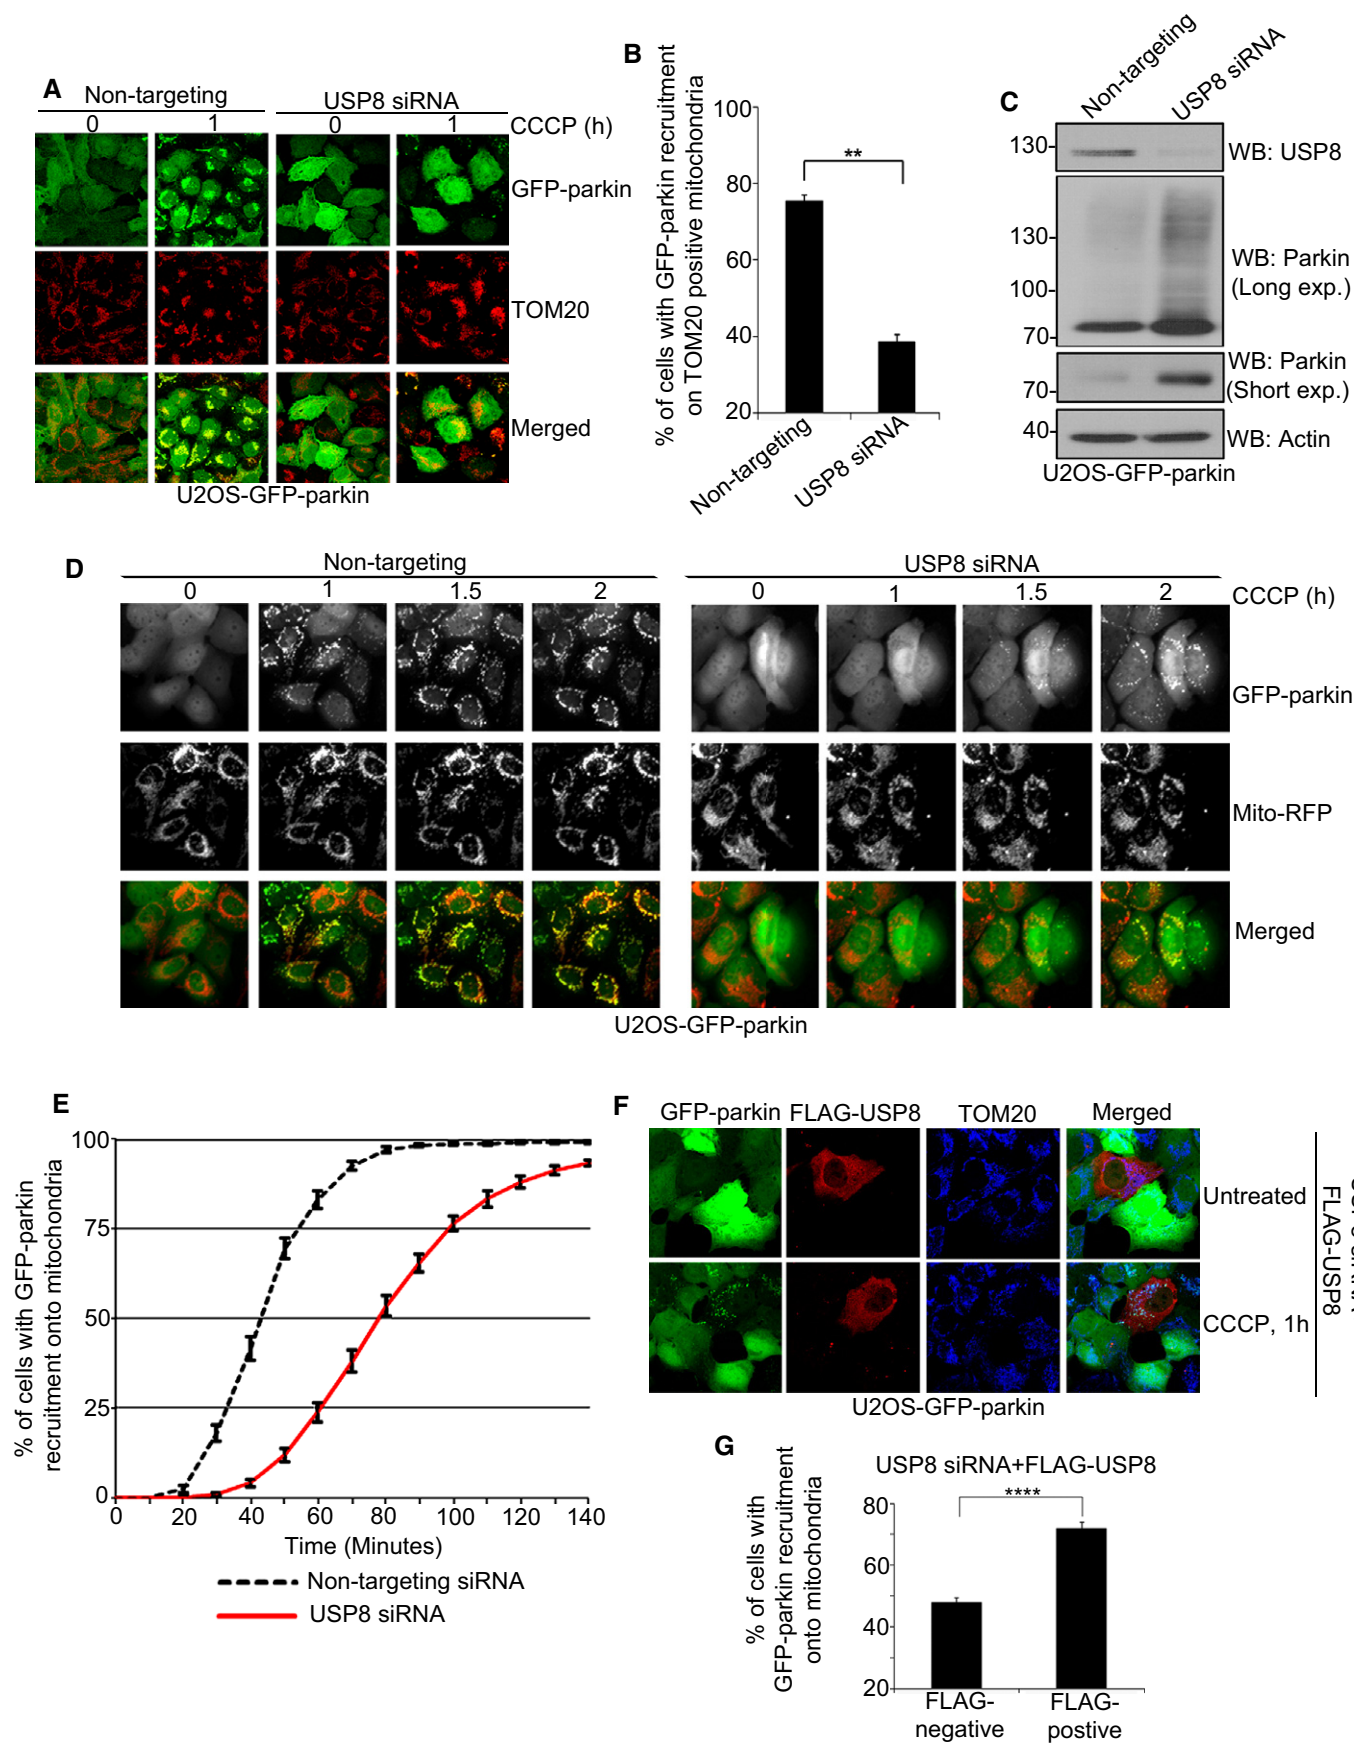 A
Non-targeting
USP8 siRNA
0
1
0
1
CCCP (h)
GFP-parkin
TOM20
Merged
U2OS-GFP-parkin
B
% of cells with GFP-parkin recruitment
on TOM20 positive mitochondria
100
80
60
40
20
**
Non-targeting
USP8 siRNA
C
Non-targeting
USP8 siRNA
130-
WB: USP8
130-
100-
70-
WB: Parkin
(Long exp.)
70-
WB: Parkin
(Short exp.)
40-
WB: Actin
U2OS-GFP-parkin
D
Non-targeting
USP8 siRNA
0
1
1.5
2
0
1
1.5
2
CCCP (h)
GFP-parkin
Mito-RFP
Merged
U2OS-GFP-parkin
E
% of cells with GFP-parkin
recruitment onto mitochondria
100
75
50
25
0
0
20
40
60
80
100
120
140
Time (Minutes)
Non-targeting siRNA
USP8 siRNA
F
GFP-parkin
FLAG-USP8
TOM20
Merged
Untreated
CCCP, 1h
FLAG-USP8
U2OS-GFP-parkin
G
USP8 siRNA+FLAG-USP8
% of cells with
GFP-parkin recruitment
onto mitochondria
80
60
40
20
****
FLAG-
negative
FLAG-
postive